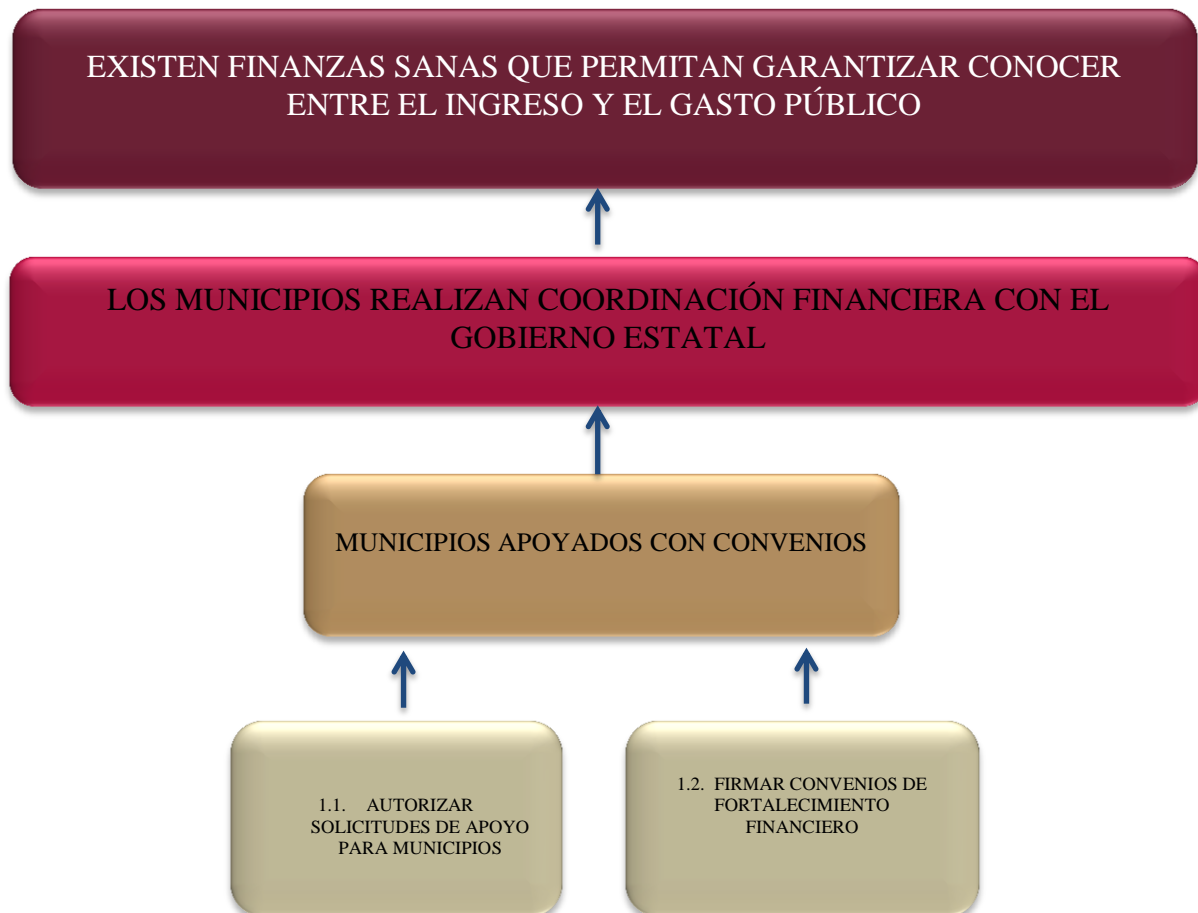 EXISTEN FINANZAS SANAS QUE PERMITAN GARANTIZAR CONOCER
ENTRE EL INGRESO Y EL GASTO PÚBLICO
LOS MUNICIPIOS REALIZAN COORDINACIÓN FINANCIERA CON EL
GOBIERNO ESTATAL
MUNICIPIOS APOYADOS CON CONVENIOS
1.1. AUTORIZAR
SOLICITUDES DE APOYO
PARA MUNICIPIOS
1.2. FIRMAR CONVENIOS DE
FORTALECIMIENTO
FINANCIERO